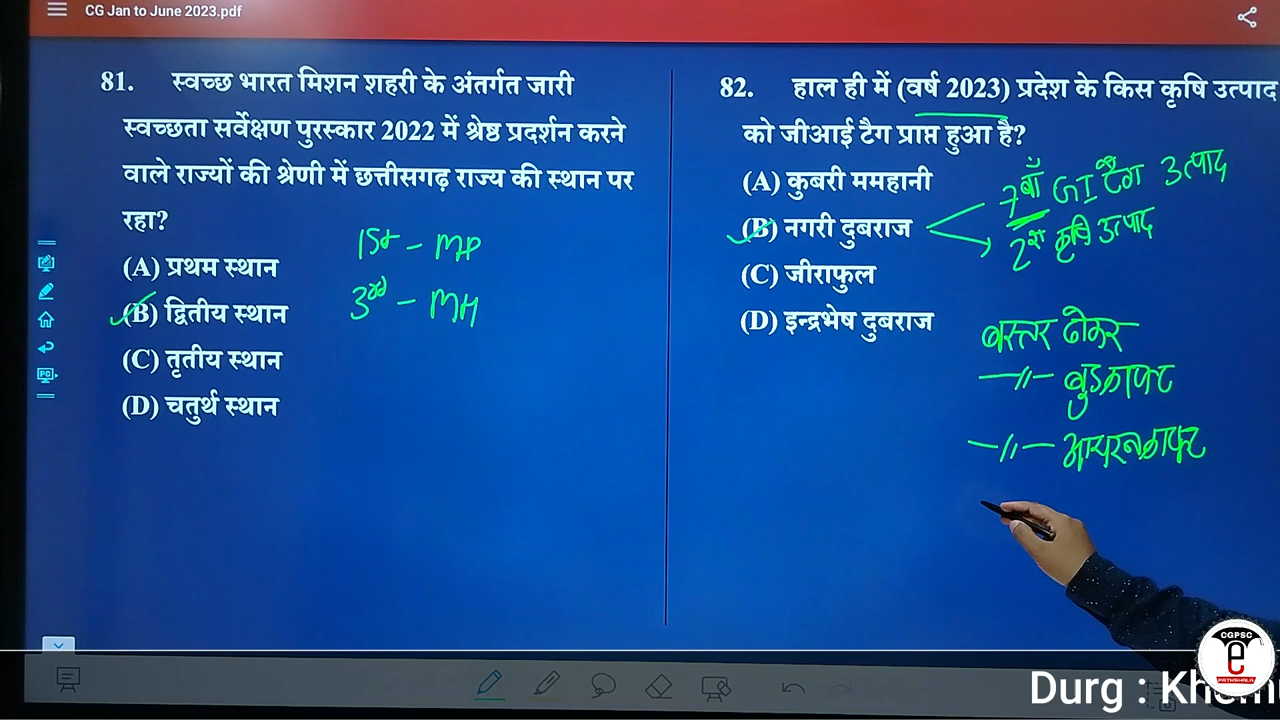 CG Jan to June 2023.pdf
81. स्वच्छ भारत मिशन शहरी के अंतर्गत जारी
स्वच्छता सर्वेक्षण पुरस्कार 2022 में श्रेष्ठ प्रदर्शन करने
वाले राज्यों की श्रेणी में छत्तीसगढ़ राज्य की स्थान पर
रहा?
(A) प्रथम स्थान
(B) द्वितीय स्थान
(C) तृतीय स्थान
(D) चतुर्थ स्थान
1st - MP
3rd - MH
82. हाल ही में (वर्ष 2023) प्रदेश के किस कृषि उत्पाद
को जीआई टैग प्राप्त हुआ है?
(A) कुबरी ममहानी
(B) नगरी दुबराज
(C) जीराफुल
(D) इन्द्रभेष दुबराज
7वाँ GI टैग उत्पाद
2रा कृषि उत्पाद
बस्तर ढोकरा
—〃— वुडक्राफ्ट
—〃— आयरनक्राफ्ट
CGPSC
e
PATHSHALA
Durg :